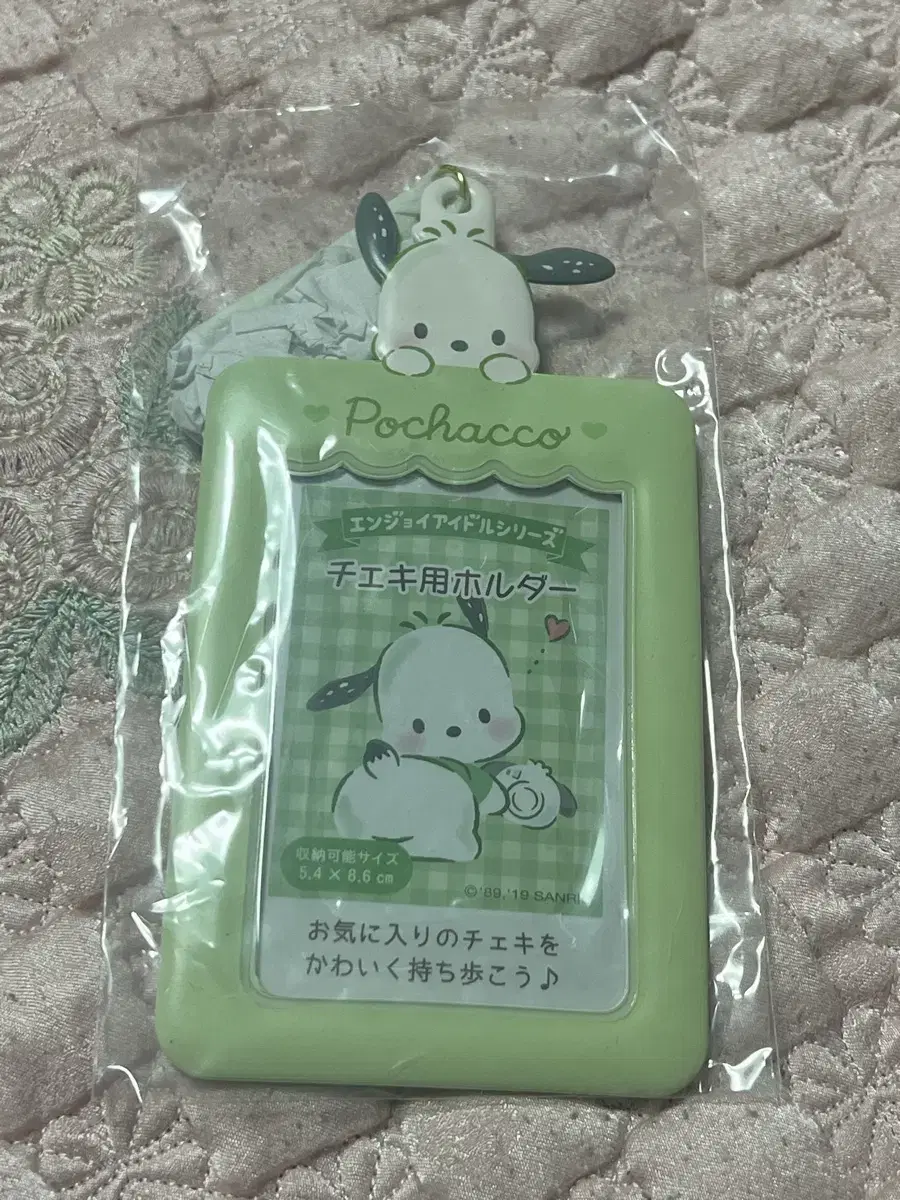 Pochacco
エンジョイアイドルシリーズ
チェキ用ホルダー
収納可能サイズ
5.4 × 8.6 cm
©'89,'19 SANRI
お気に入りのチェキを
かわいく持ち歩こう♪